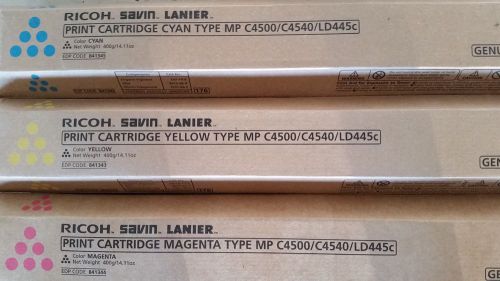 RICOH savin LANIER
PRINT CARTRIDGE CYAN TYPE MP C4500/C4540/LD445c
Color CYAN
Net Weight: 400g/14.11oz
EDP CODE 841345
GENU
(176)
RICOH savin LANIER
PRINT CARTRIDGE YELLOW TYPE MP C4500/C4540/LD445c
Color YELLOW
Net Weight: 400g/14.11oz
EDP CODE 841343
GENU
RICOH savin LANIER
PRINT CARTRIDGE MAGENTA TYPE MP C4500/C4540/LD445c
Color MAGENTA
Net Weight: 400g/14.11oz
EDP CODE 841344
GEN